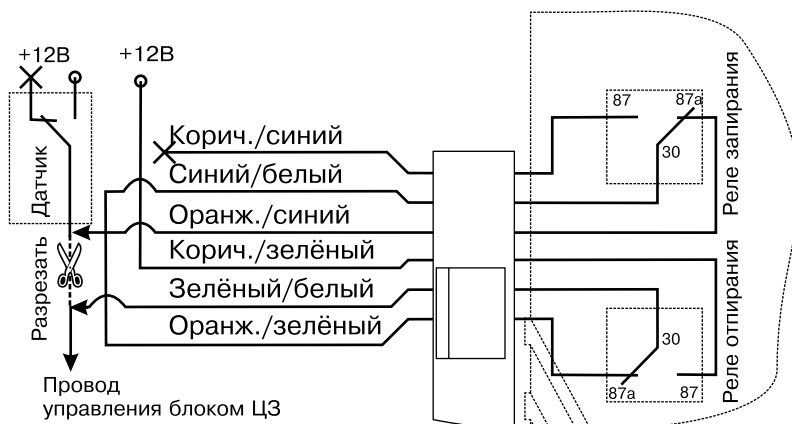 +12В
+12В
Датчик
Разрезать
Корич./синий
Синий/белый
Оранж./синий
Корич./зелёный
Зелёный/белый
Оранж./зелёный
Провод
управления блоком ЦЗ
87
87а
30
Реле запирания
30
87а
87
Реле отпирания